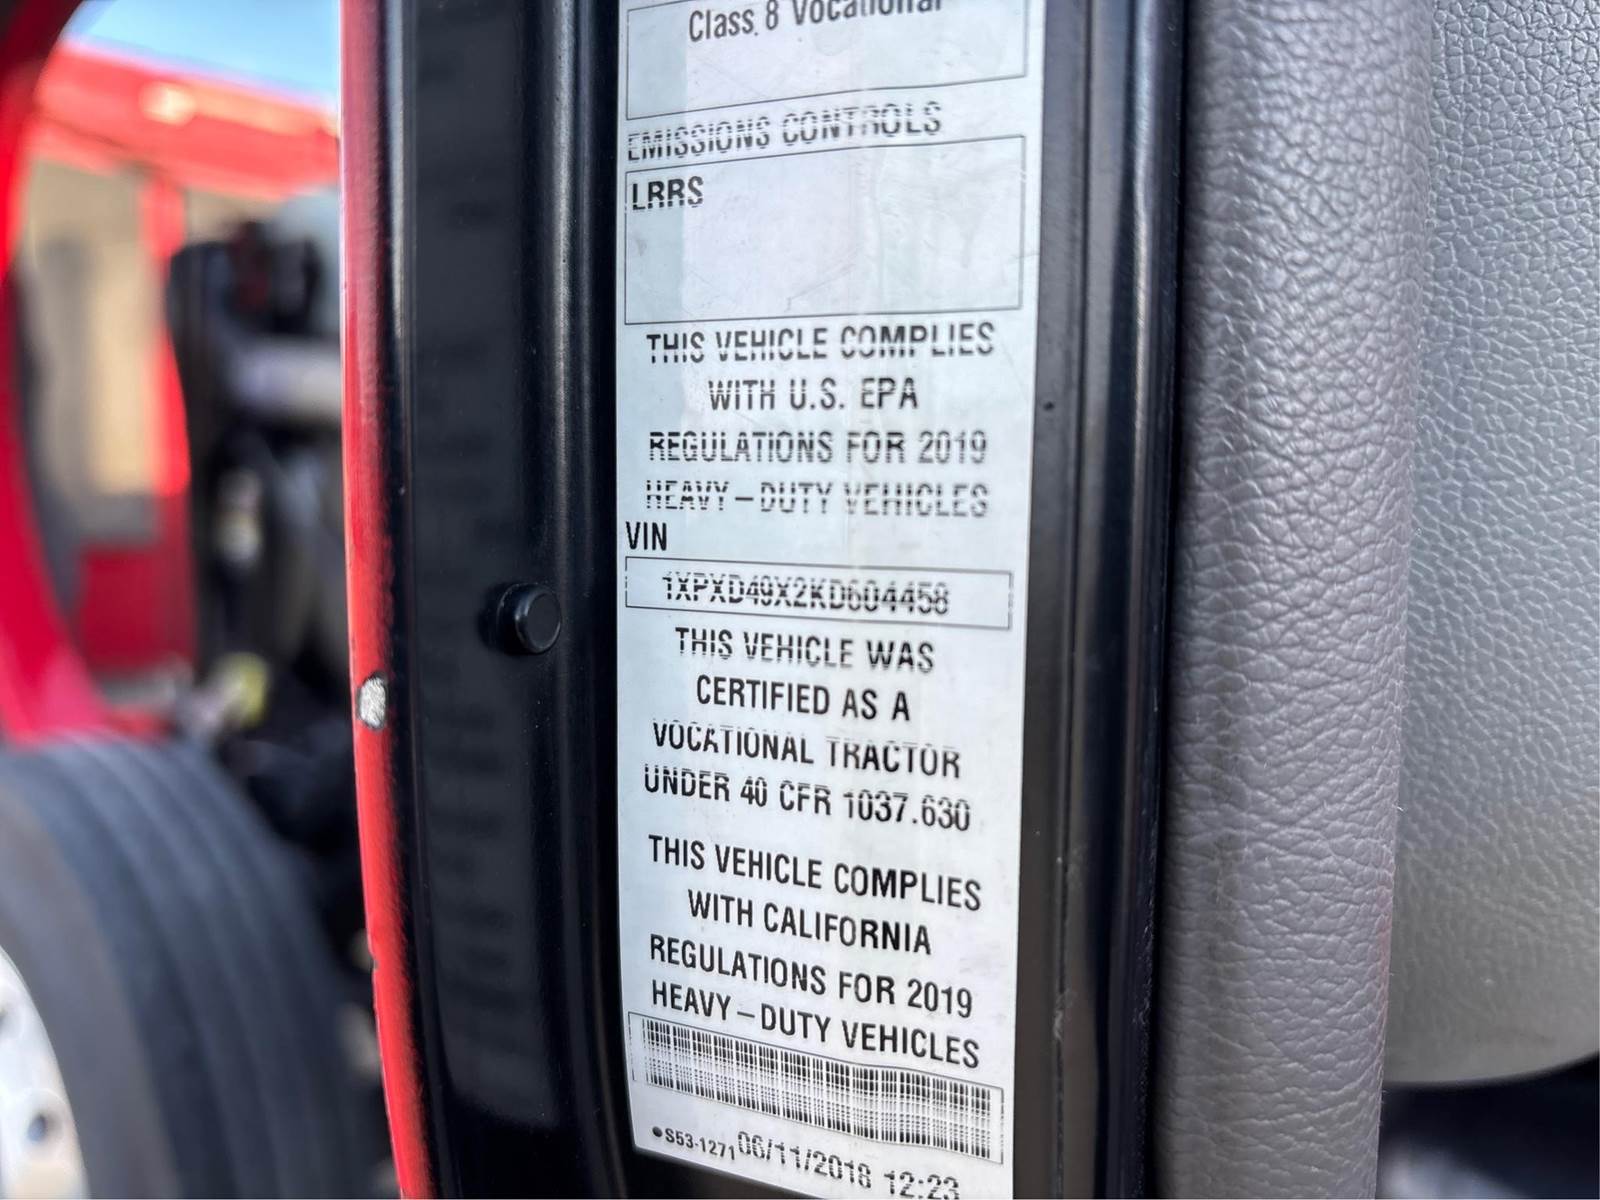 Class 8 Vocational
EMISSIONS CONTROLS
LRRS
THIS VEHICLE COMPLIES
WITH U.S. EPA
REGULATIONS FOR 2019
HEAVY-DUTY VEHICLES
VIN
1XPXD49X2KD604458
THIS VEHICLE WAS
CERTIFIED AS A
VOCATIONAL TRACTOR
UNDER 40 CFR 1037.630
THIS VEHICLE COMPLIES
WITH CALIFORNIA
REGULATIONS FOR 2019
HEAVY-DUTY VEHICLES
•S53-1271 06/11/2018 12:23